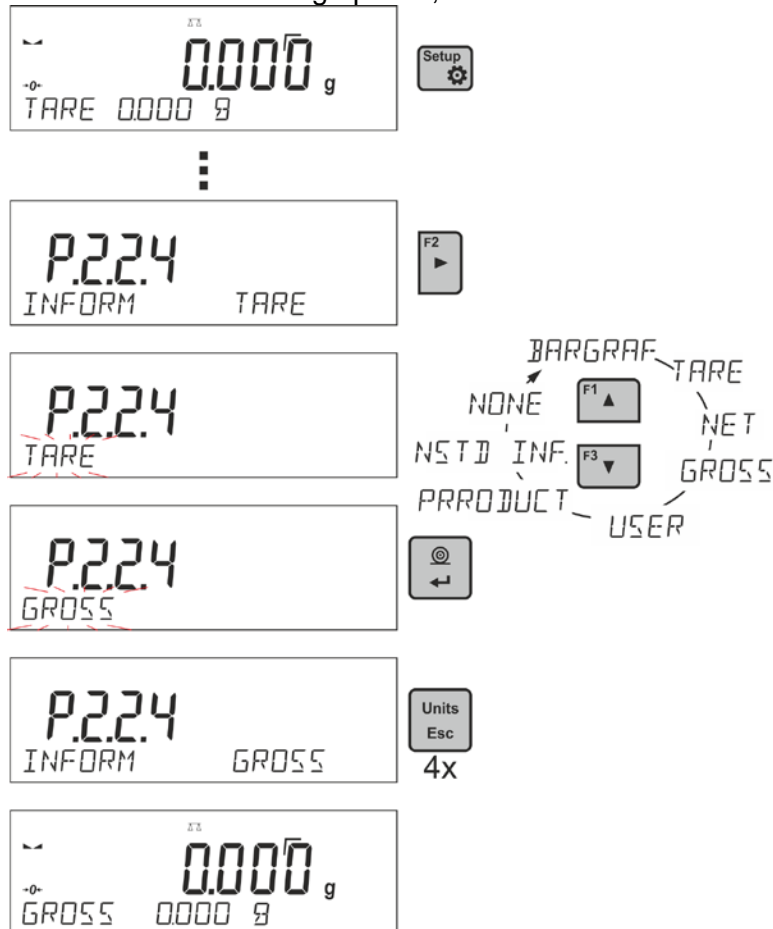 0.000 g
Setup
→0←
TARE 0.000 g
P.2.2.4
F2
INFORM TARE
P.2.2.4
TARE
BARGRAF
TARE
NET
GROSS
USER
PRRODUCT
NSTD INF.
NONE
F1
F3
P.2.2.4
GROSS
P.2.2.4
INFORM GROSS
Units
Esc
4x
0.000 g
→0←
GROSS 0.000 g